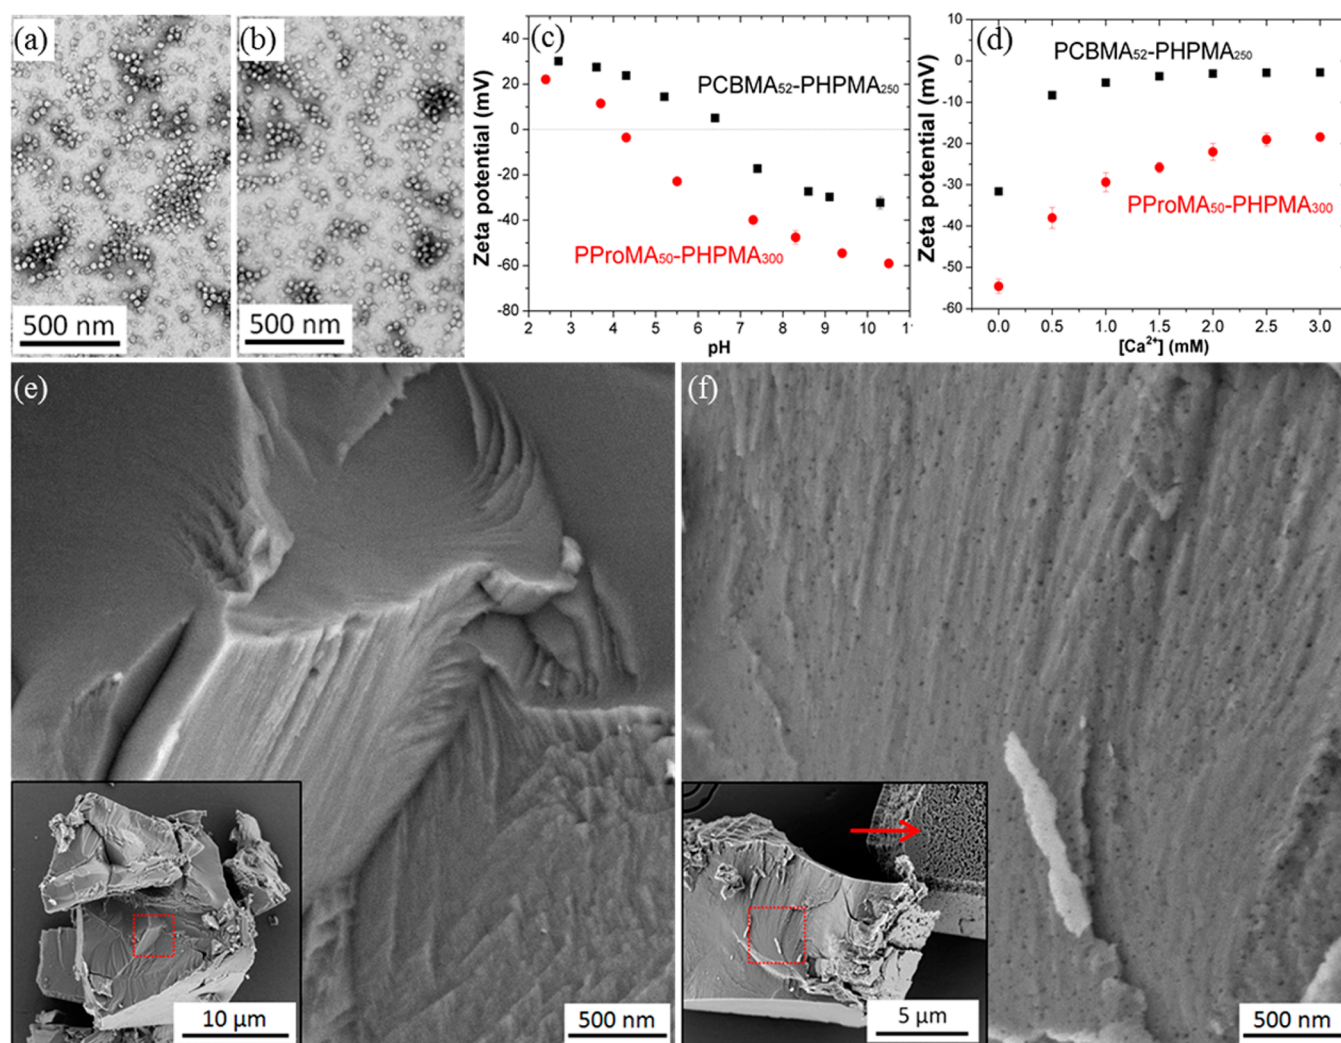 (a)
500 nm
(b)
500 nm
(c)
40
20
0
-20
-40
-60
-80
Zeta potential (mV)
PCBMA₅₂-PHPMA₂₅₀
PProMA₅₀-PHPMA₃₀₀
2 3 4 5 6 7 8 9 10 1
pH
(d)
10
0
-10
-20
-30
-40
-50
-60
Zeta potential (mV)
PCBMA₅₂-PHPMA₂₅₀
PProMA₅₀-PHPMA₃₀₀
0.0 0.5 1.0 1.5 2.0 2.5 3.0
[Ca²⁺] (mM)
(e)
10 μm
500 nm
(f)
5 μm
500 nm